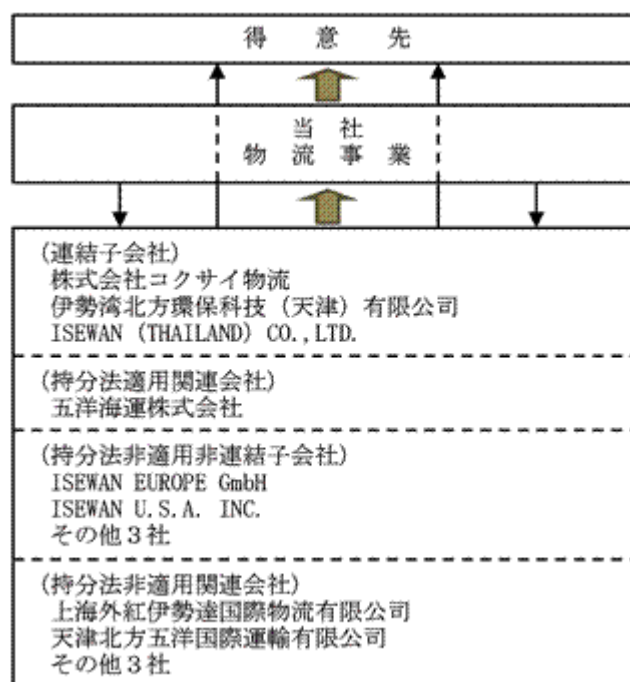 得意先
当社
物流事業
(連結子会社)
株式会社コクサイ物流
伊勢湾北方環保科技（天津）有限公司
ISEWAN (THAILAND) CO.,LTD.
(持分法適用関連会社)
五洋海運株式会社
(持分法非適用非連結子会社)
ISEWAN EUROPE GmbH
ISEWAN U.S.A. INC.
その他３社
(持分法非適用関連会社)
上海外紅伊勢達国際物流有限公司
天津北方五洋国際運輸有限公司
その他３社